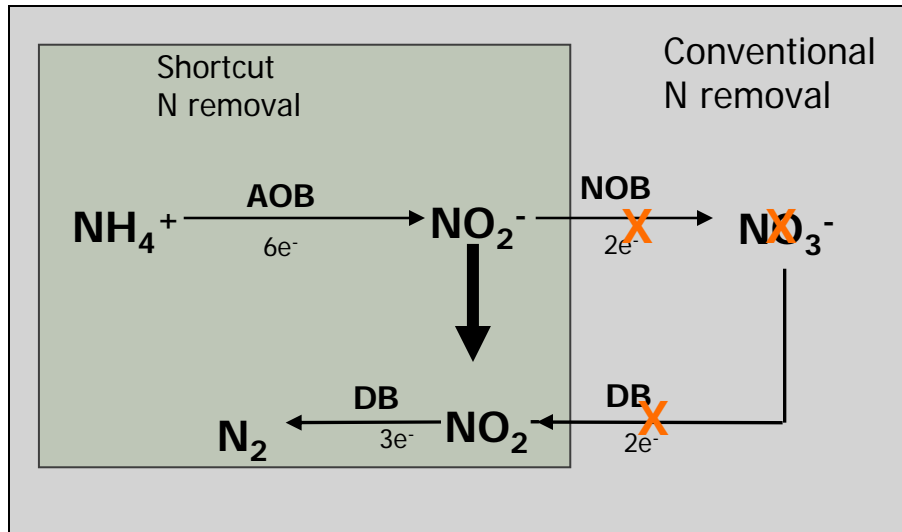 Shortcut
N removal
Conventional
N removal
AOB
NOB
NH₄⁺
NO₂⁻
X
NO₃⁻
X
6e⁻
2e⁻
DB
DB
X
N₂
3e⁻
NO₂⁻
2e⁻